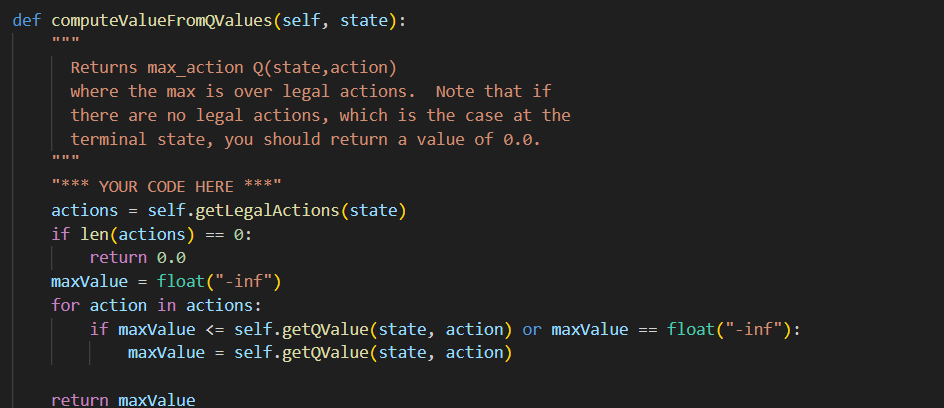 def computeValueFromQValues(self, state):
    """
      Returns max_action Q(state,action)
      where the max is over legal actions.  Note that if
      there are no legal actions, which is the case at the
      terminal state, you should return a value of 0.0.
    """
    "*** YOUR CODE HERE ***"
    actions = self.getLegalActions(state)
    if len(actions) == 0:
        return 0.0
    maxValue = float("-inf")
    for action in actions:
        if maxValue <= self.getQValue(state, action) or maxValue == float("-inf"):
            maxValue = self.getQValue(state, action)
    return maxValue